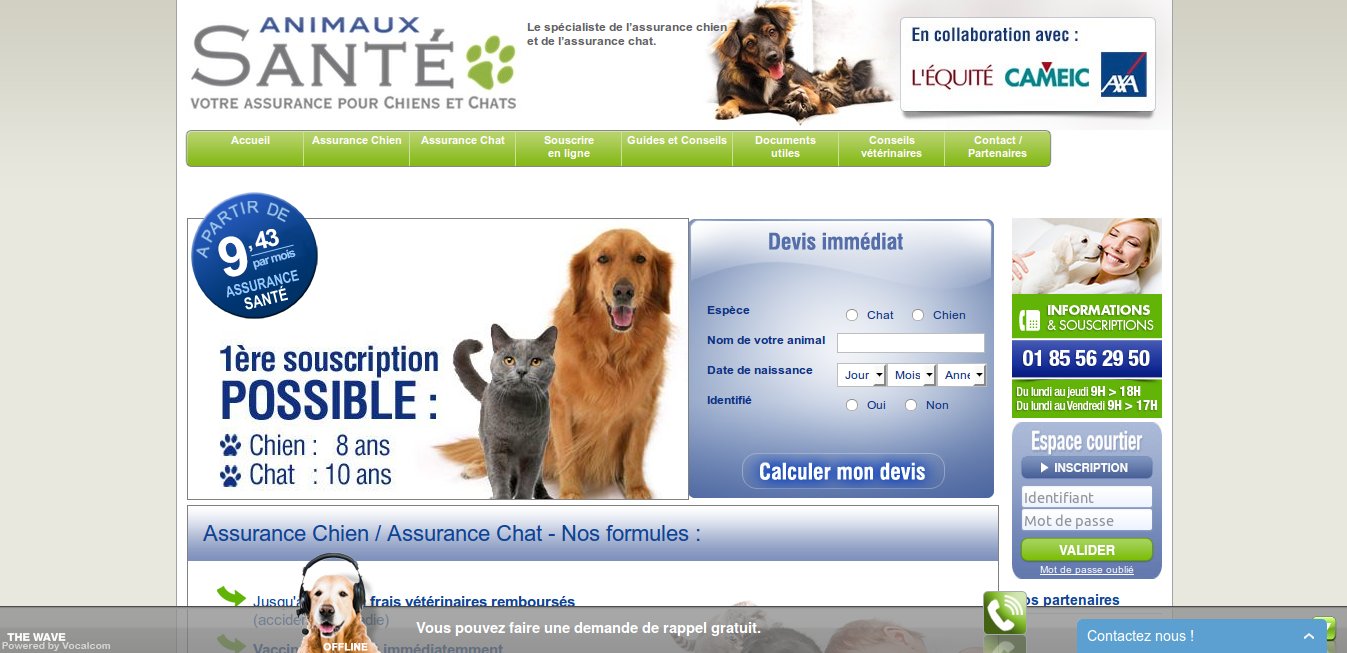 ANIMAUX
SANTÉ
VOTRE ASSURANCE POUR CHIENS ET CHATS
Le spécialiste de l'assurance chien
et de l'assurance chat.
En collaboration avec :
L'ÉQUITÉ CAMEIC AXA
Accueil
Assurance Chien
Assurance Chat
Souscrire
en ligne
Guides et Conseils
Documents
utiles
Conseils
vétérinaires
Contact /
Partenaires
A PARTIR DE
9,43
par mois
ASSURANCE
SANTÉ
1ère souscription
POSSIBLE :
Chien : 8 ans
Chat : 10 ans
Devis immédiat
Espèce Chat Chien
Nom de votre animal
Date de naissance Jour Mois Anne
Identifié Oui Non
Calculer mon devis
INFORMATIONS
& SOUSCRIPTIONS
01 85 56 29 50
Du lundi au jeudi 9H > 18H
Du lundi au Vendredi 9H > 17H
Espace courtier
INSCRIPTION
Identifiant
Mot de passe
VALIDER
Mot de passe oublié
os partenaires
Assurance Chien / Assurance Chat - Nos formules :
Jusqu'a frais vétérinaires remboursés
(accide die)
Vaccin immédiatemment
OFFLINE
Vous pouvez faire une demande de rappel gratuit.
THE WAVE
Powered by Vocalcom
Contactez nous !